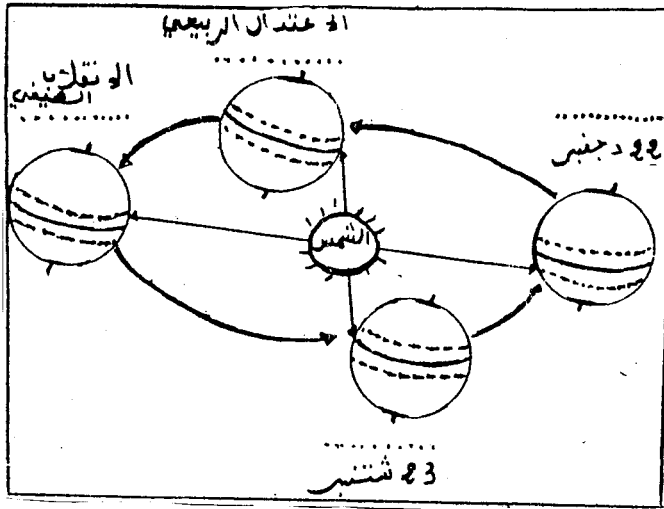 الاعتدال الربيعي
الانقلاب
الصيفي
22 دجنبر
الشمس
23 شتنبر